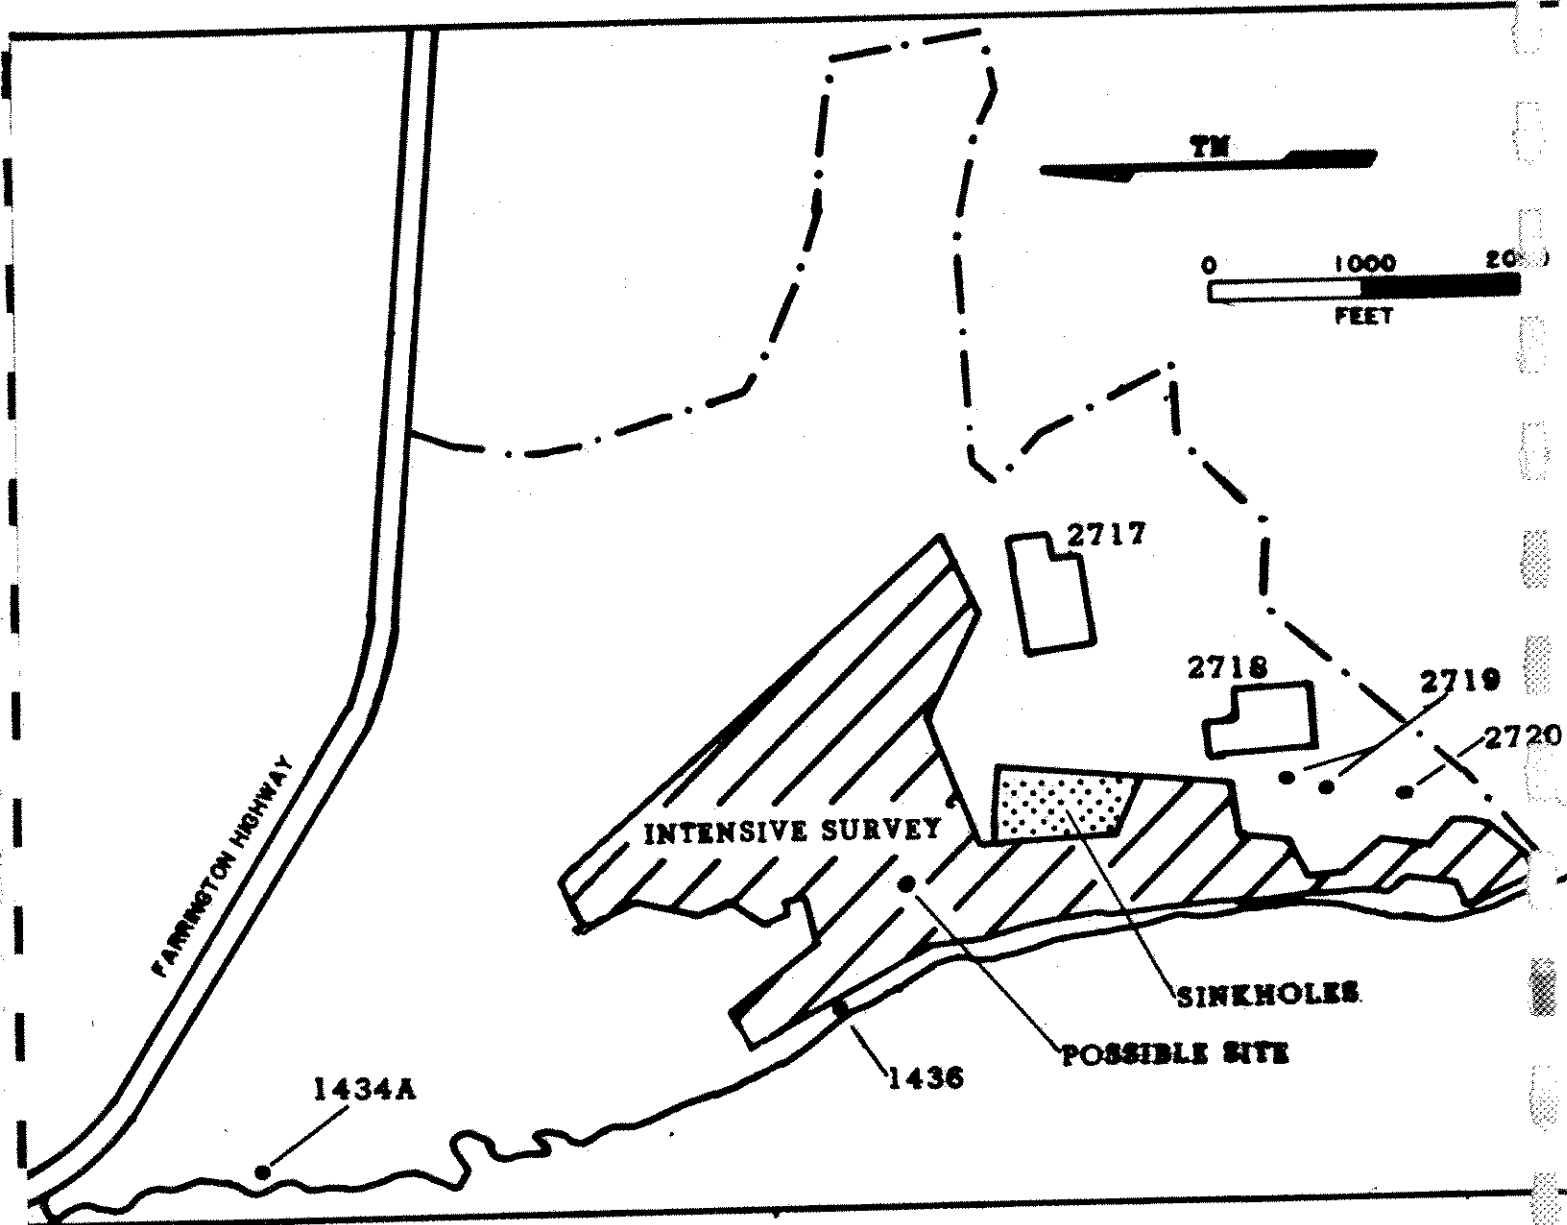 TN
0 1000
FEET
2717
2718
2719
2720
INTENSIVE SURVEY
FARRINGTON HIGHWAY
SINKHOLES
POSSIBLE SITE
1436
1434A